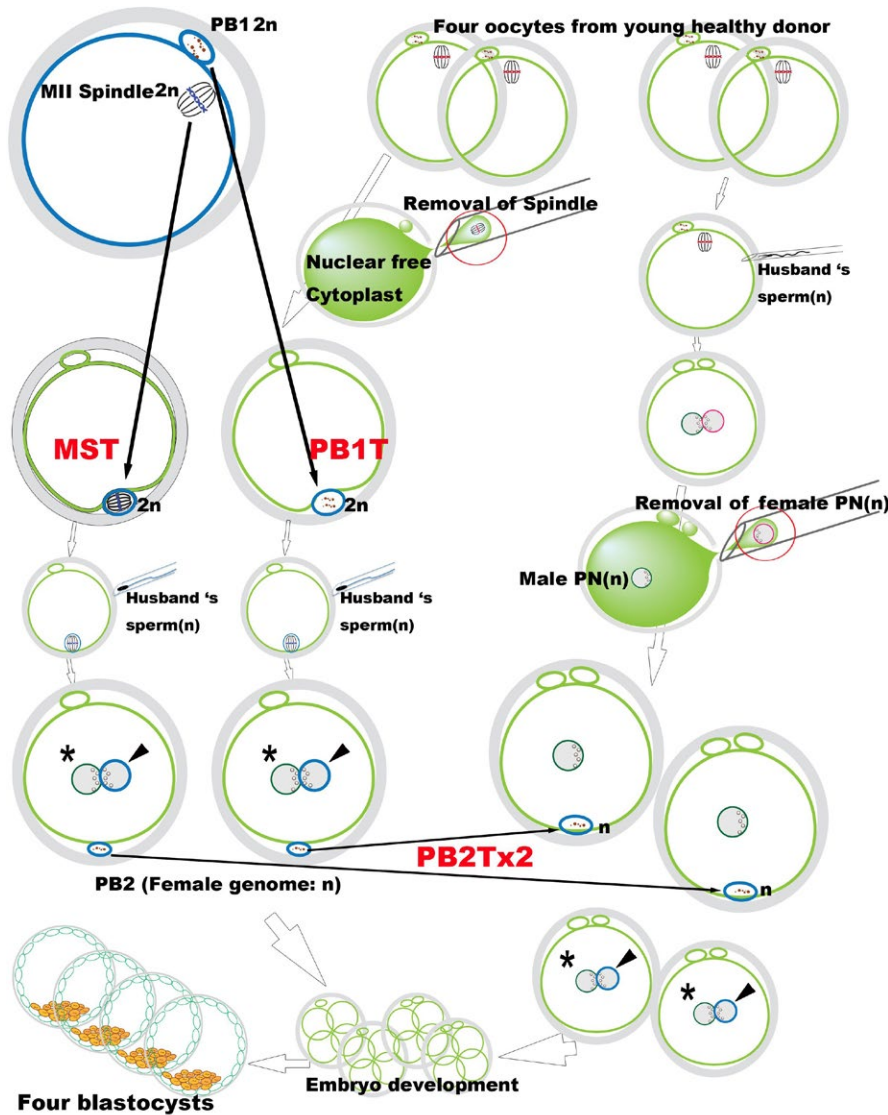 PB12n
Four oocytes from young healthy donor
MII Spindle2n
Removal of Spindle
Nuclear free
Cytoplast
Husband ‘s
sperm(n)
MST
PB1T
2n
2n
Removal of female PN(n)
Male PN(n)
Husband ‘s
sperm(n)
Husband ‘s
sperm(n)
*
*
n
PB2Tx2
PB2 (Female genome: n)
n
*
*
Embryo development
Four blastocysts